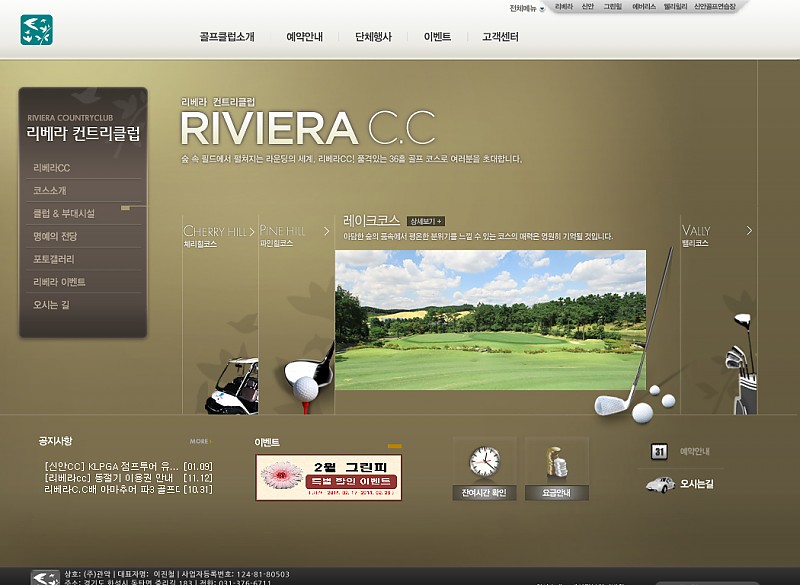 전체메뉴 리베라 신안 그린힐 에버리스 웰리힐리 신안골프연습장
골프클럽소개 예약안내 단체행사 이벤트 고객센터
RIVIERA COUNTRYCLUB
리베라 컨트리클럽
리베라CC
코스소개
클럽 & 부대시설
명예의 전당
포토갤러리
리베라 이벤트
오시는 길
리베라 컨트리클럽
RIVIERA C.C
숲 속 필드에서 펼쳐지는 라운딩의 세계, 리베라CC! 품격있는 36홀 골프 코스로 여러분을 초대합니다.
CHERRY HILL
체리힐코스
PINE HILL
파인힐코스
레이크코스 상세보기 +
아담한 숲의 풍속에서 평온한 분위기를 느낄 수 있는 코스의 매력은 영원히 기억될 것입니다.
VALLY
밸리코스
공지사항 MORE
[신안CC] KLPGA 점프투어 유... [01.09]
[리베라cc] 동절기 이용권 안내 [11.12]
리베라C.C배 아마추어 파3 골프대 [10.31]
이벤트
2월 그린피
특별 할인 이벤트
잔여시간 확인
요금안내
31 예약안내
오시는길
상호: (주)관악 | 대표자명: 이진철 | 사업자등록번호: 124-81-80503
주소: 경기도 화성시 동탄면 중리길 183 | 전화: 031-376-6711